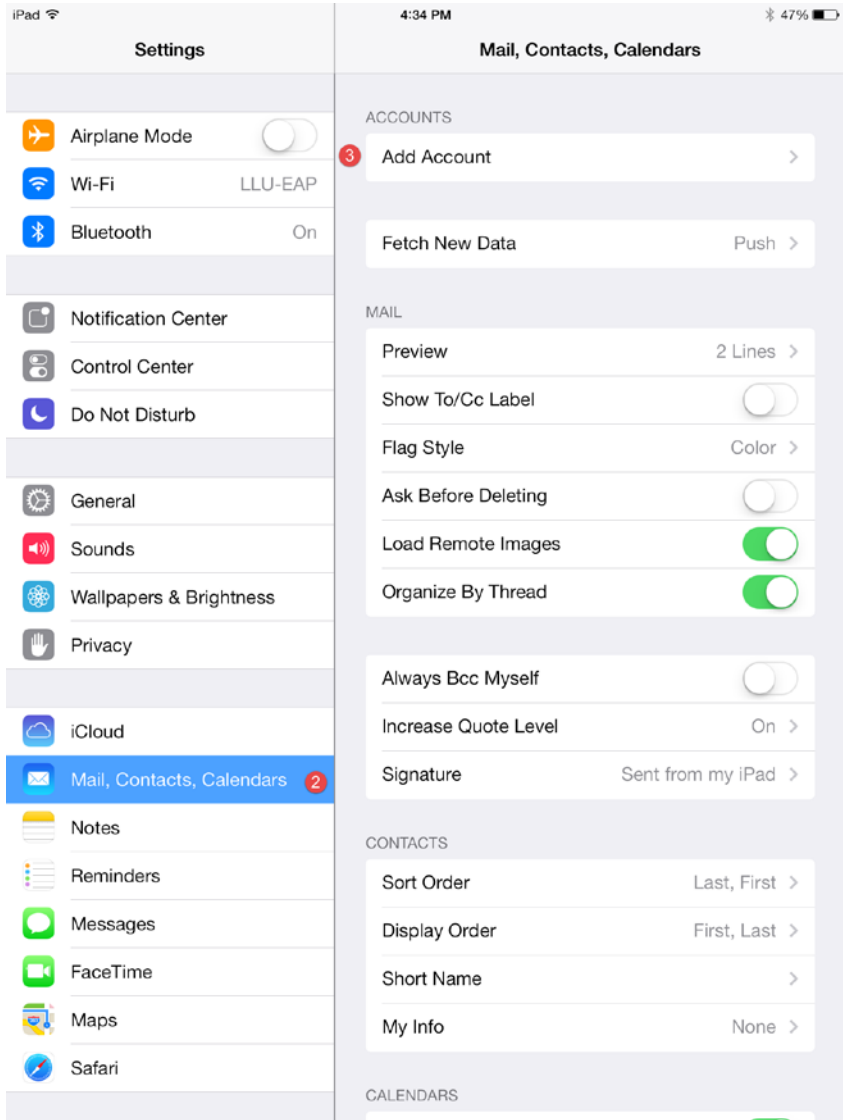 iPad
4:34 PM
47%
Settings
Mail, Contacts, Calendars
Airplane Mode
Wi-Fi LLU-EAP
Bluetooth On
Notification Center
Control Center
Do Not Disturb
General
Sounds
Wallpapers & Brightness
Privacy
iCloud
Mail, Contacts, Calendars 2
Notes
Reminders
Messages
FaceTime
Maps
Safari
ACCOUNTS
3 Add Account
Fetch New Data Push
MAIL
Preview 2 Lines
Show To/Cc Label
Flag Style Color
Ask Before Deleting
Load Remote Images
Organize By Thread
Always Bcc Myself
Increase Quote Level On
Signature Sent from my iPad
CONTACTS
Sort Order Last, First
Display Order First, Last
Short Name
My Info None
CALENDARS